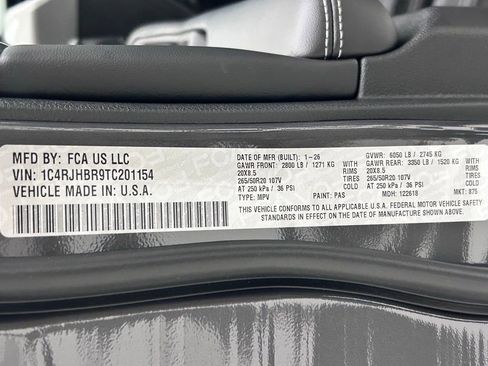 MFD BY: FCA US LLC
VIN: 1C4RJHBR9TC201154
VEHICLE MADE IN: U.S.A.
DATE OF MFR (BUILT): 1-26 GVWR: 6050 LB / 2745 KG
GAWR FRONT: 2800 LB / 1271 KG WITH GAWR REAR: 3350 LB / 1520 KG WITH
20X8.5 RIMS 20X8.5 RIMS
265/50R20 107V TIRES 265/50R20 107V TIRES
AT 250 kPa / 36 PSI COLD AT 250 kPa / 36 PSI COLD
TYPE: MPV PAINT: PAS MDH: 122618 MKT: 875
THIS VEHICLE CONFORMS TO ALL APPLICABLE U.S.A. FEDERAL MOTOR VEHICLE SAFETY
STANDARDS IN EFFECT ON THE DATE OF MANUFACTURE SHOWN ABOVE.